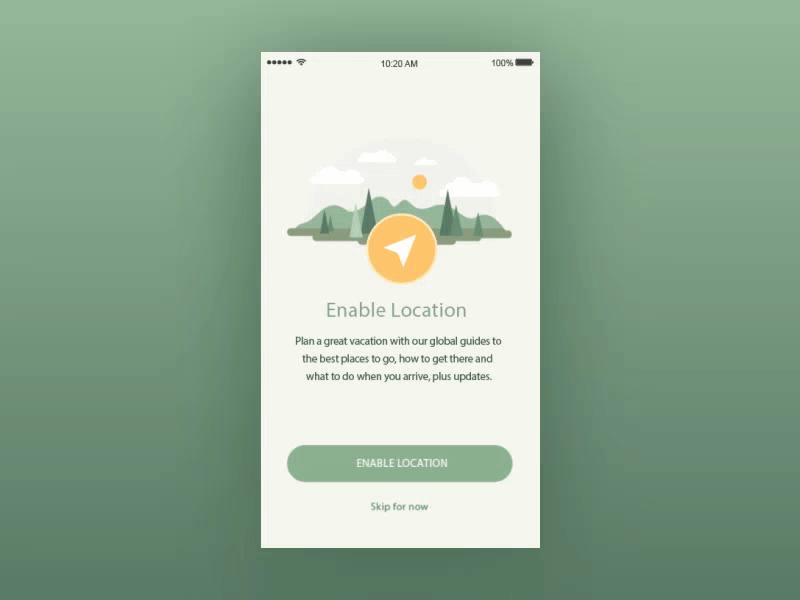 10:20 AM
100%
Enable Location
Plan a great vacation with our global guides to
the best places to go, how to get there and
what to do when you arrive, plus updates.
ENABLE LOCATION
Skip for now